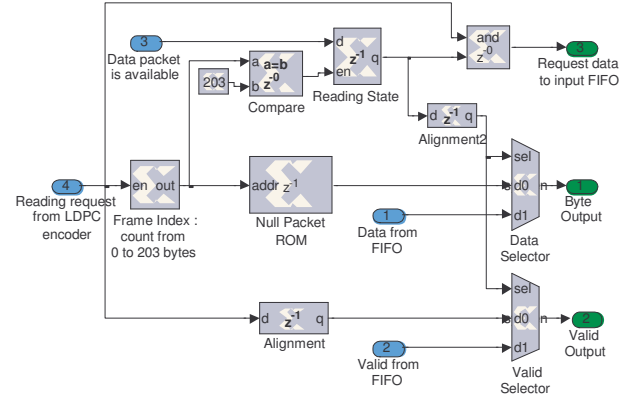 3
Data packet
is available
d
z-1 q
en
Reading State
and
z-0
3
Request data
to input FIFO
203
a
a=b
b
z-0
Compare
d z-1 q
Alignment2
4
Reading request
from LDPC
encoder
en out
Frame Index :
count from
0 to 203 bytes
addr z-1
Null Packet
ROM
1
Data from
FIFO
sel
d0
d1
Data
Selector
1
Byte
Output
d z-1 q
Alignment
2
Valid from
FIFO
sel
d0
d1
Valid
Selector
2
Valid
Output